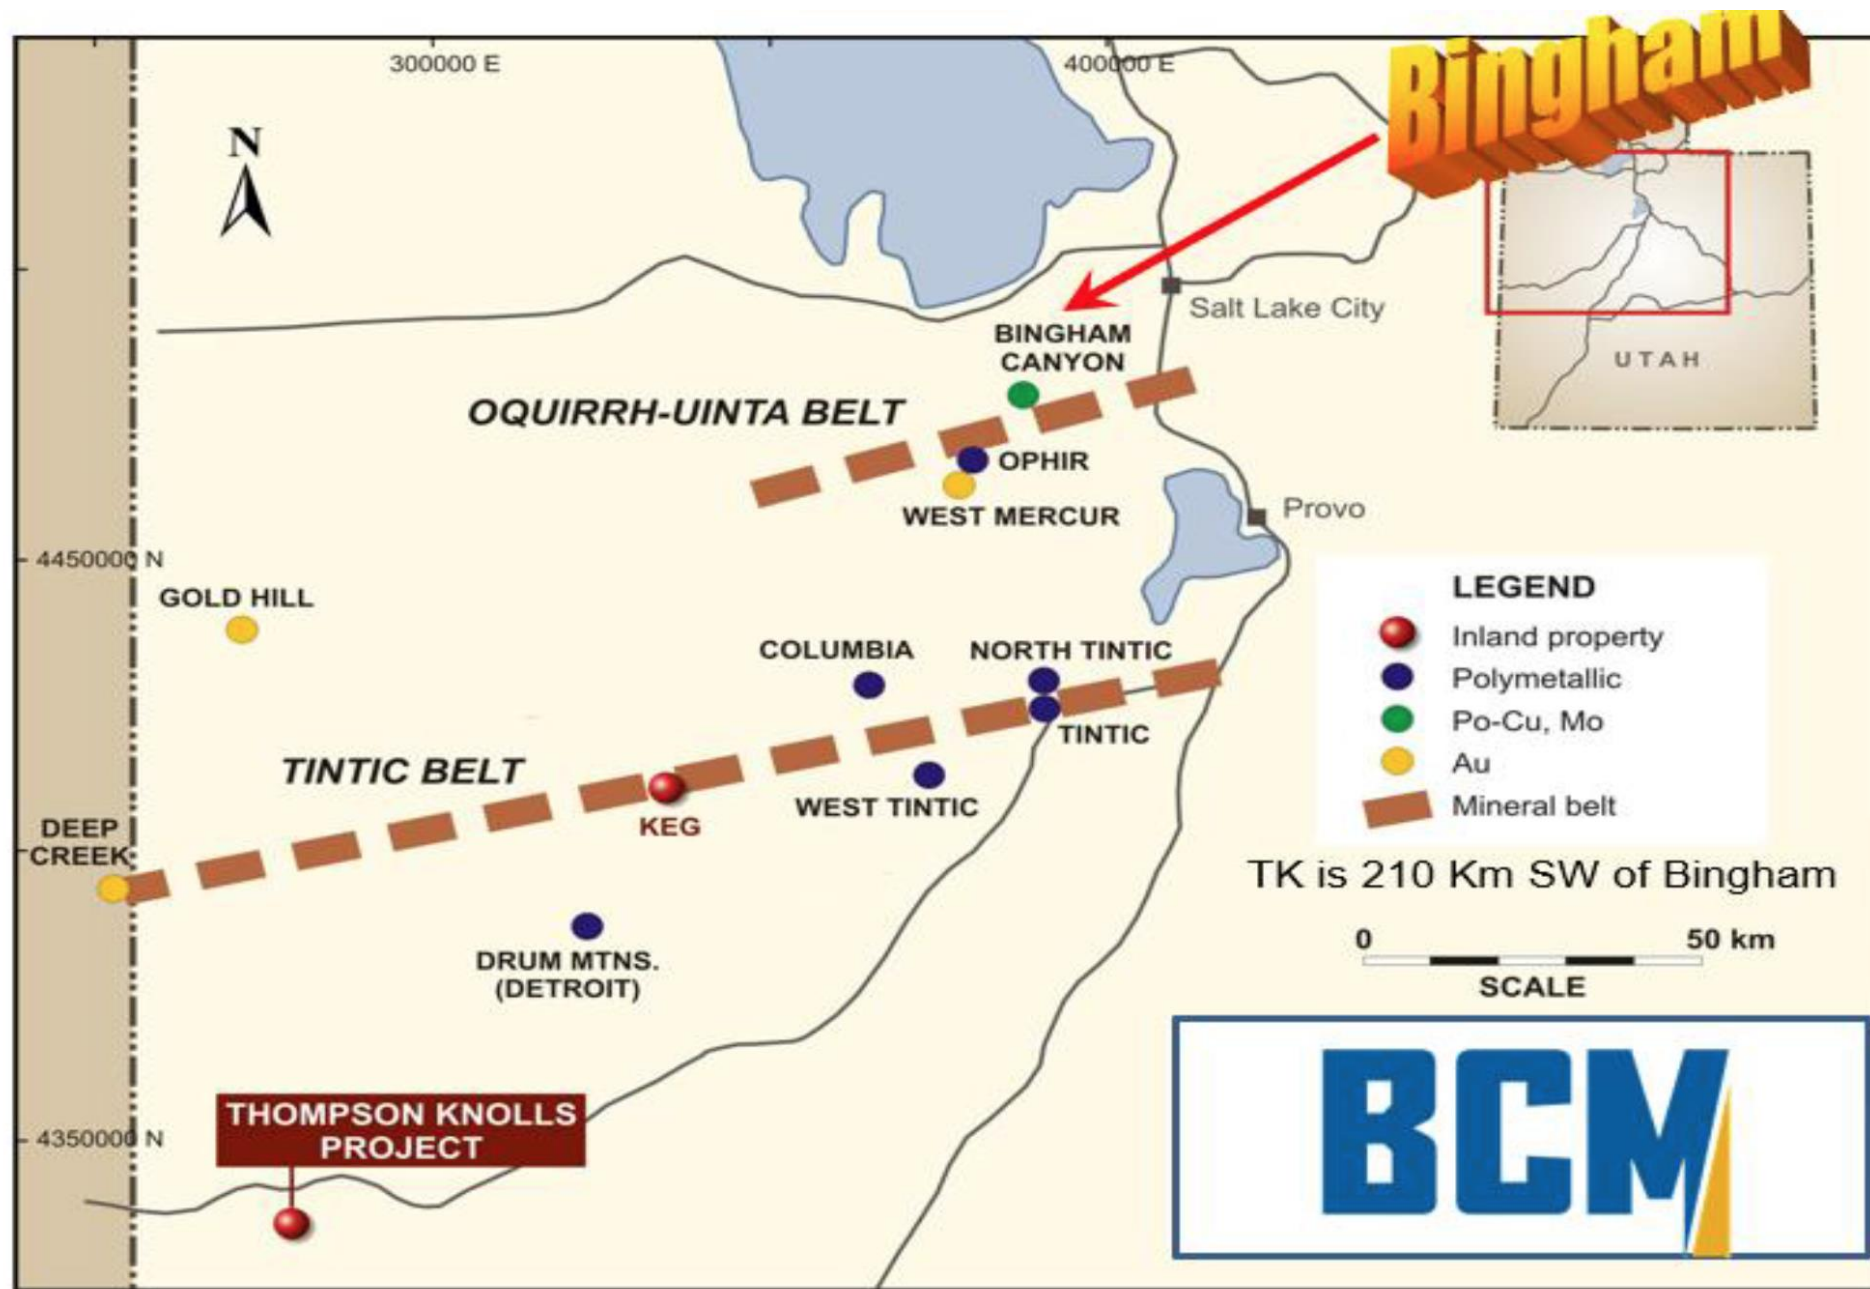 300000 E
400000 E
Bingham
N
Salt Lake City
BINGHAM
CANYON
UTAH
OQUIRRH-UINTA BELT
OPHIR
WEST MERCUR
Provo
4450000 N
GOLD HILL
COLUMBIA
NORTH TINTIC
TINTIC
TINTIC BELT
WEST TINTIC
KEG
DEEP
CREEK
DRUM MTNS.
(DETROIT)
LEGEND
Inland property
Polymetallic
Po-Cu, Mo
Au
Mineral belt
TK is 210 Km SW of Bingham
0
50 km
SCALE
4350000 N
THOMPSON KNOLLS
PROJECT
BCM